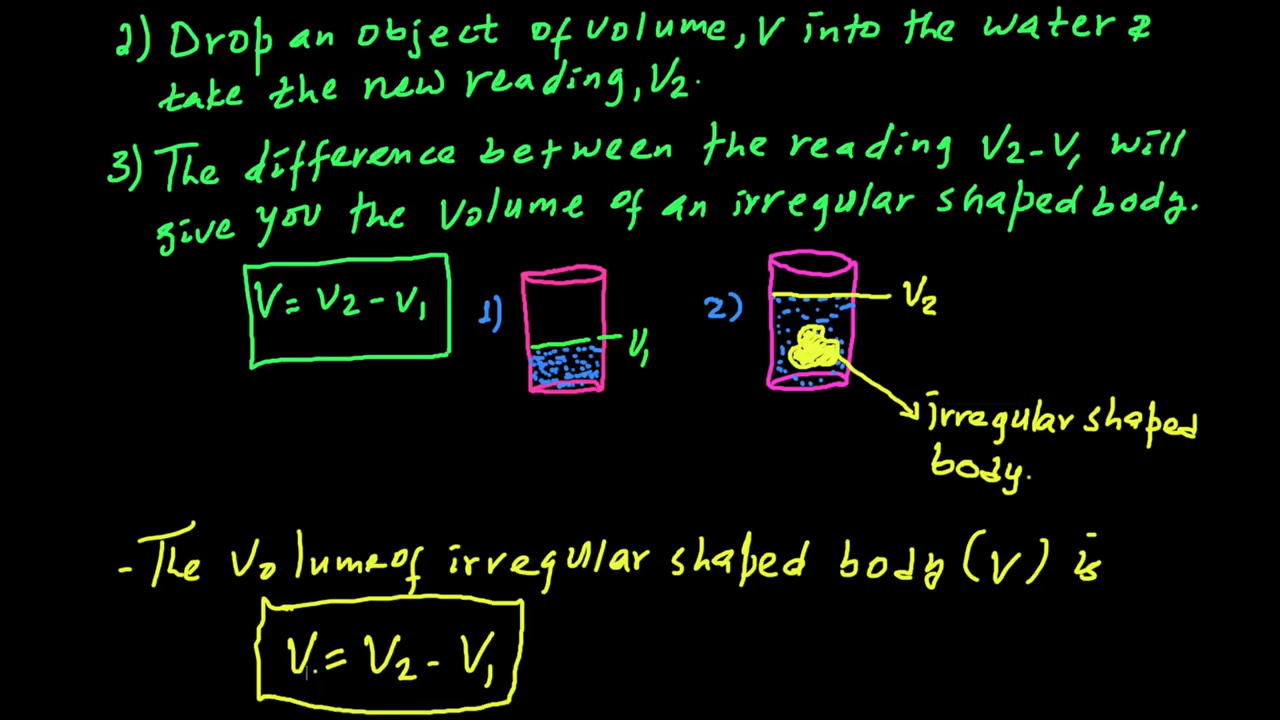 2) Drop an object of volume, V into the water &
take the new reading, V2.
3) The difference between the reading V2-V1 will
give you the volume of an irregular shaped body.
V = V2 - V1
1)
V1
2)
V2
irregular shaped
body.
- The Volume of irregular shaped body (V) is
V = V2 - V1